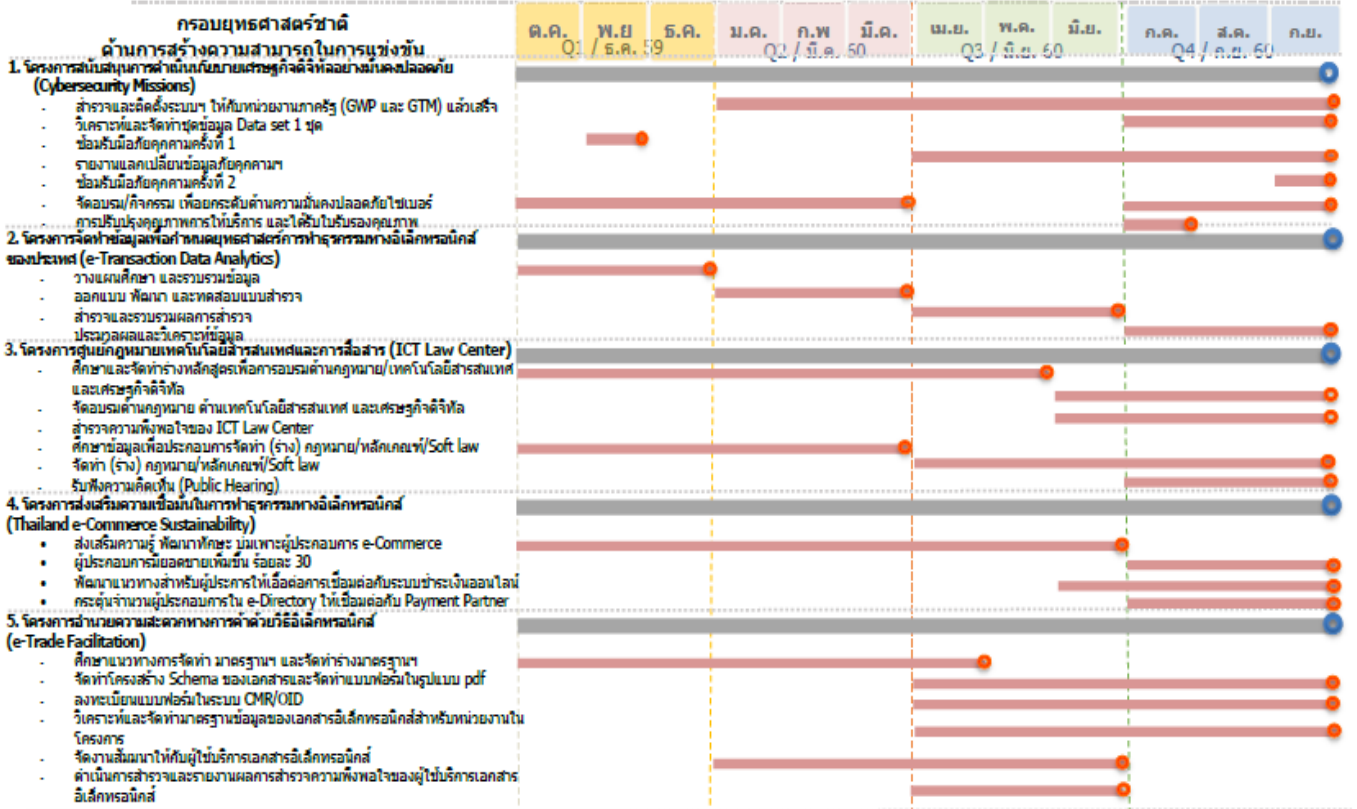 กรอบยุทธศาสตร์ชาติ
ด้านการสร้างความสามารถในการแข่งขัน
ต.ค. พ.ย ธ.ค. ม.ค. ก.พ มี.ค. เม.ย. พ.ค. มิ.ย. ก.ค. ส.ค. ก.ย.
Q1 / ธ.ค. 59 Q2 / มี.ค. 60 Q3 / มิ.ย. 60 Q4 / ก.ย. 60
1. โครงการสนับสนุนการดำเนินนโยบายเศรษฐกิจดิจิทัลอย่างมั่นคงปลอดภัย
(Cybersecurity Missions)
- สำรวจและติดตั้งระบบฯ ให้กับหน่วยงานภาครัฐ (GWP และ GTM) แล้วเสร็จ
- วิเคราะห์และจัดทำชุดข้อมูล Data set 1 ชุด
- ซ้อมรับมือภัยคุกคามครั้งที่ 1
- รายงานแลกเปลี่ยนข้อมูลภัยคุกคามฯ
- ซ้อมรับมือภัยคุกคามครั้งที่ 2
- จัดอบรม/กิจกรรม เพื่อยกระดับด้านความมั่นคงปลอดภัยไซเบอร์
- การปรับปรุงคุณภาพการให้บริการ และได้รับใบรับรองคุณภาพ
2. โครงการจัดทำข้อมูลเพื่อกำหนดยุทธศาสตร์การทำธุรกรรมทางอิเล็กทรอนิกส์
ของประเทศ (e-Transaction Data Analytics)
- วางแผนศึกษา และรวบรวมข้อมูล
- ออกแบบ พัฒนา และทดสอบแบบสำรวจ
- สำรวจและรวบรวมผลการสำรวจ
ประมวลผลและวิเคราะห์ข้อมูล
3. โครงการศูนย์กฎหมายเทคโนโลยีสารสนเทศและการสื่อสาร (ICT Law Center)
- ศึกษาและจัดทำร่างหลักสูตรเพื่อการอบรมด้านกฎหมาย/เทคโนโลยีสารสนเทศ
และเศรษฐกิจดิจิทัล
- จัดอบรมด้านกฎหมาย ด้านเทคโนโลยีสารสนเทศ และเศรษฐกิจดิจิทัล
- สำรวจความพึงพอใจของ ICT Law Center
- ศึกษาข้อมูลเพื่อประกอบการจัดทำ (ร่าง) กฎหมาย/หลักเกณฑ์/Soft law
- จัดทำ (ร่าง) กฎหมาย/หลักเกณฑ์/Soft law
- รับฟังความคิดเห็น (Public Hearing)
4. โครงการส่งเสริมความเชื่อมั่นในการทำธุรกรรมทางอิเล็กทรอนิกส์
(Thailand e-Commerce Sustainability)
• ส่งเสริมความรู้ พัฒนาทักษะ บ่มเพาะผู้ประกอบการ e-Commerce
• ผู้ประกอบการมียอดขายเพิ่มขึ้น ร้อยละ 30
• พัฒนาแนวทางสำหรับผู้ประการให้เอื้อต่อการเชื่อมต่อกับระบบชำระเงินออนไลน์
• กระตุ้นจำนวนผู้ประกอบการใน e-Directory ให้เชื่อมต่อกับ Payment Partner
5. โครงการอำนวยความสะดวกทางการค้าด้วยวิธีอิเล็กทรอนิกส์
(e-Trade Facilitation)
- ศึกษาแนวทางการจัดทำ มาตรฐานฯ และจัดทำร่างมาตรฐานฯ
- จัดทำโครงสร้าง Schema ของเอกสารและจัดทำแบบฟอร์มในรูปแบบ pdf
- ลงทะเบียนแบบฟอร์มในระบบ CMR/OID
- วิเคราะห์และจัดทำมาตรฐานข้อมูลของเอกสารอิเล็กทรอนิกส์สำหรับหน่วยงานใน
โครงการ
- จัดงานสัมมนาให้กับผู้ใช้บริการเอกสารอิเล็กทรอนิกส์
- ดำเนินการสำรวจและรายงานผลการสำรวจความพึงพอใจของผู้ใช้บริการเอกสาร
อิเล็กทรอนิกส์